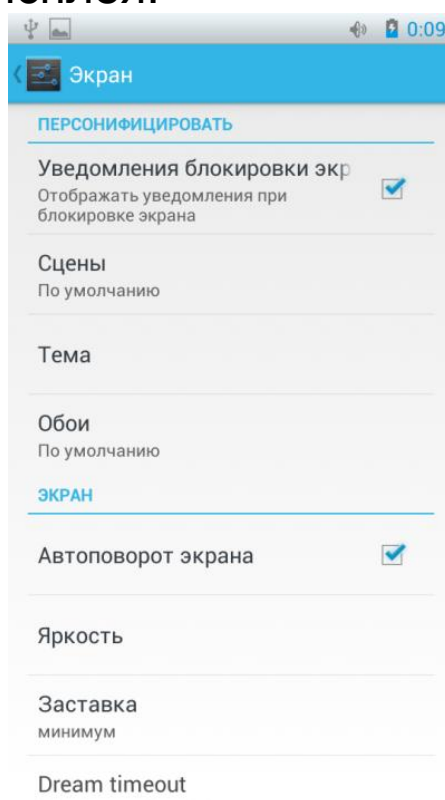 0:09
Экран
ПЕРСОНИФИЦИРОВАТЬ
Уведомления блокировки экр
Отображать уведомления при
блокировке экрана
Сцены
По умолчанию
Тема
Обои
По умолчанию
ЭКРАН
Автоповорот экрана
Яркость
Заставка
минимум
Dream timeout